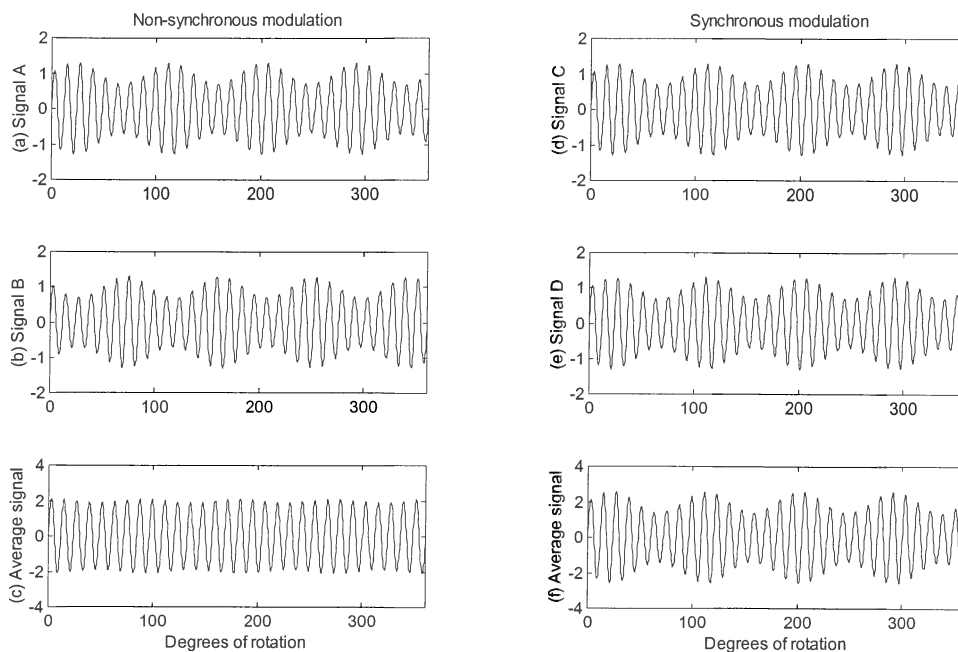 Non-synchronous modulation
(a) Signal A
2
1
0
-1
-2
0 100 200 300
(b) Signal B
2
1
0
-1
-2
0 100 200 300
(c) Average signal
4
2
0
-2
-4
0 100 200 300
Degrees of rotation
Synchronous modulation
(d) Signal C
2
1
0
-1
-2
0 100 200 300
(e) Signal D
2
1
0
-1
-2
0 100 200 300
(f) Average signal
4
2
0
-2
-4
0 100 200 300
Degrees of rotation